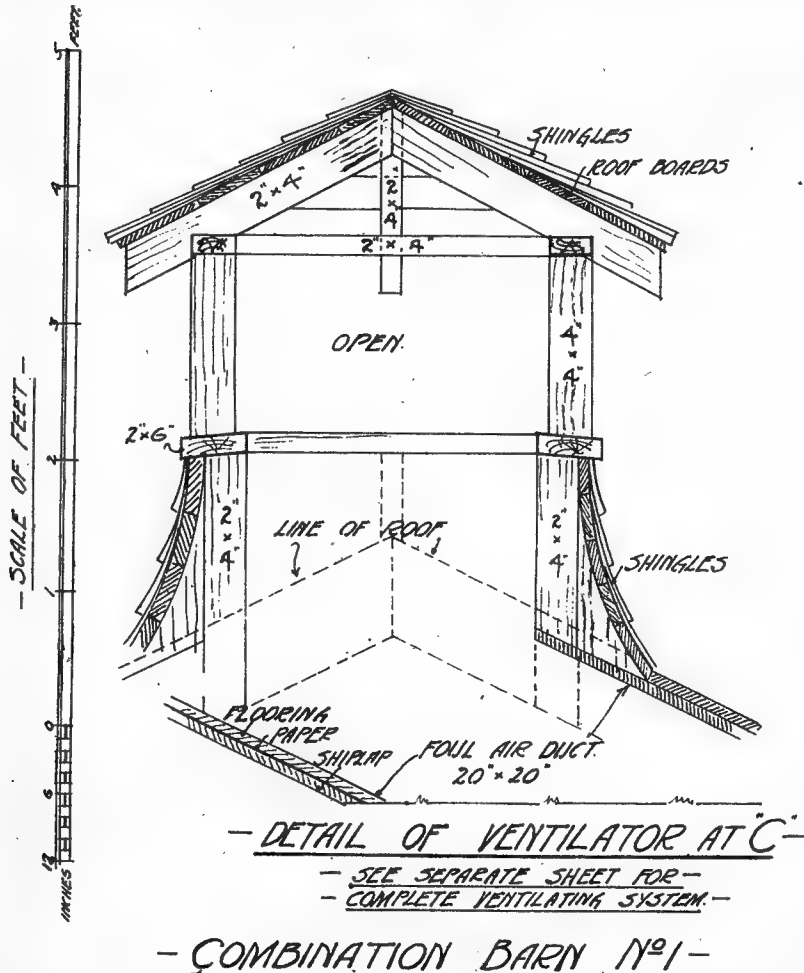 FEET.
5
4
3
2
1
0
6
12
INCHES
- SCALE OF FEET -
SHINGLES
ROOF BOARDS
2" × 4"
2 × 4
2" × 4"
OPEN.
4" × 4"
2"×6"
2" × 4"
LINE OF ROOF
2" × 4"
SHINGLES
FLOORING
PAPER
SHIPLAP
FOUL AIR DUCT.
20" × 20"
- DETAIL OF VENTILATOR AT "C" -
- SEE SEPARATE SHEET FOR -
- COMPLETE VENTILATING SYSTEM. -
- COMBINATION BARN Nº1 -